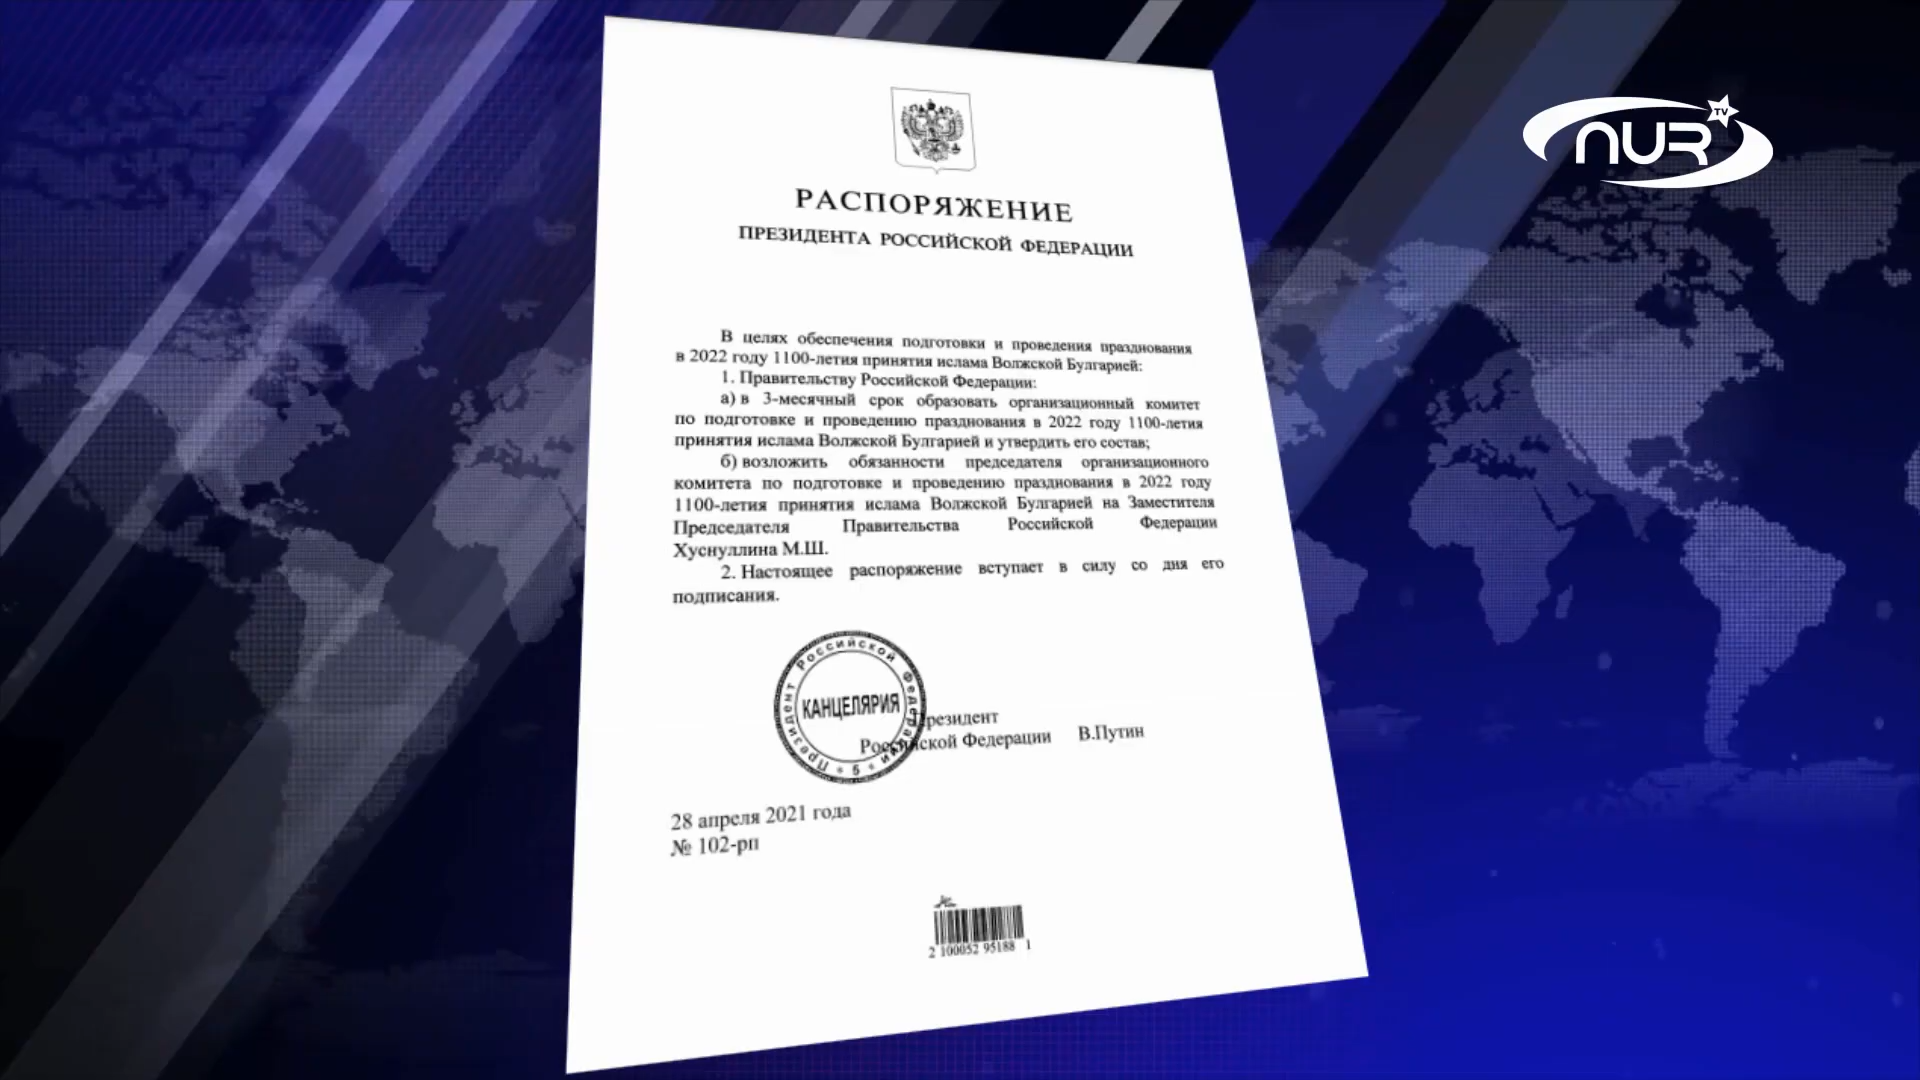 NUR TV
РАСПОРЯЖЕНИЕ
ПРЕЗИДЕНТА РОССИЙСКОЙ ФЕДЕРАЦИИ
В целях обеспечения подготовки и проведения празднования
в 2022 году 1100-летия принятия ислама Волжской Булгарией:
1. Правительству Российской Федерации:
а) в 3-месячный срок образовать организационный комитет
по подготовке и проведению празднования в 2022 году 1100-летия
принятия ислама Волжской Булгарией и утвердить его состав;
б) возложить обязанности председателя организационного
комитета по подготовке и проведению празднования в 2022 году
1100-летия принятия ислама Волжской Булгарией на Заместителя
Председателя Правительства Российской Федерации
Хуснуллина М.Ш.
2. Настоящее распоряжение вступает в силу со дня его
подписания.
Президент Российской Федерации * 5 *
КАНЦЕЛЯРИЯ
Президент
Российской Федерации В.Путин
28 апреля 2021 года
№ 102-рп
2 100052 95188 1